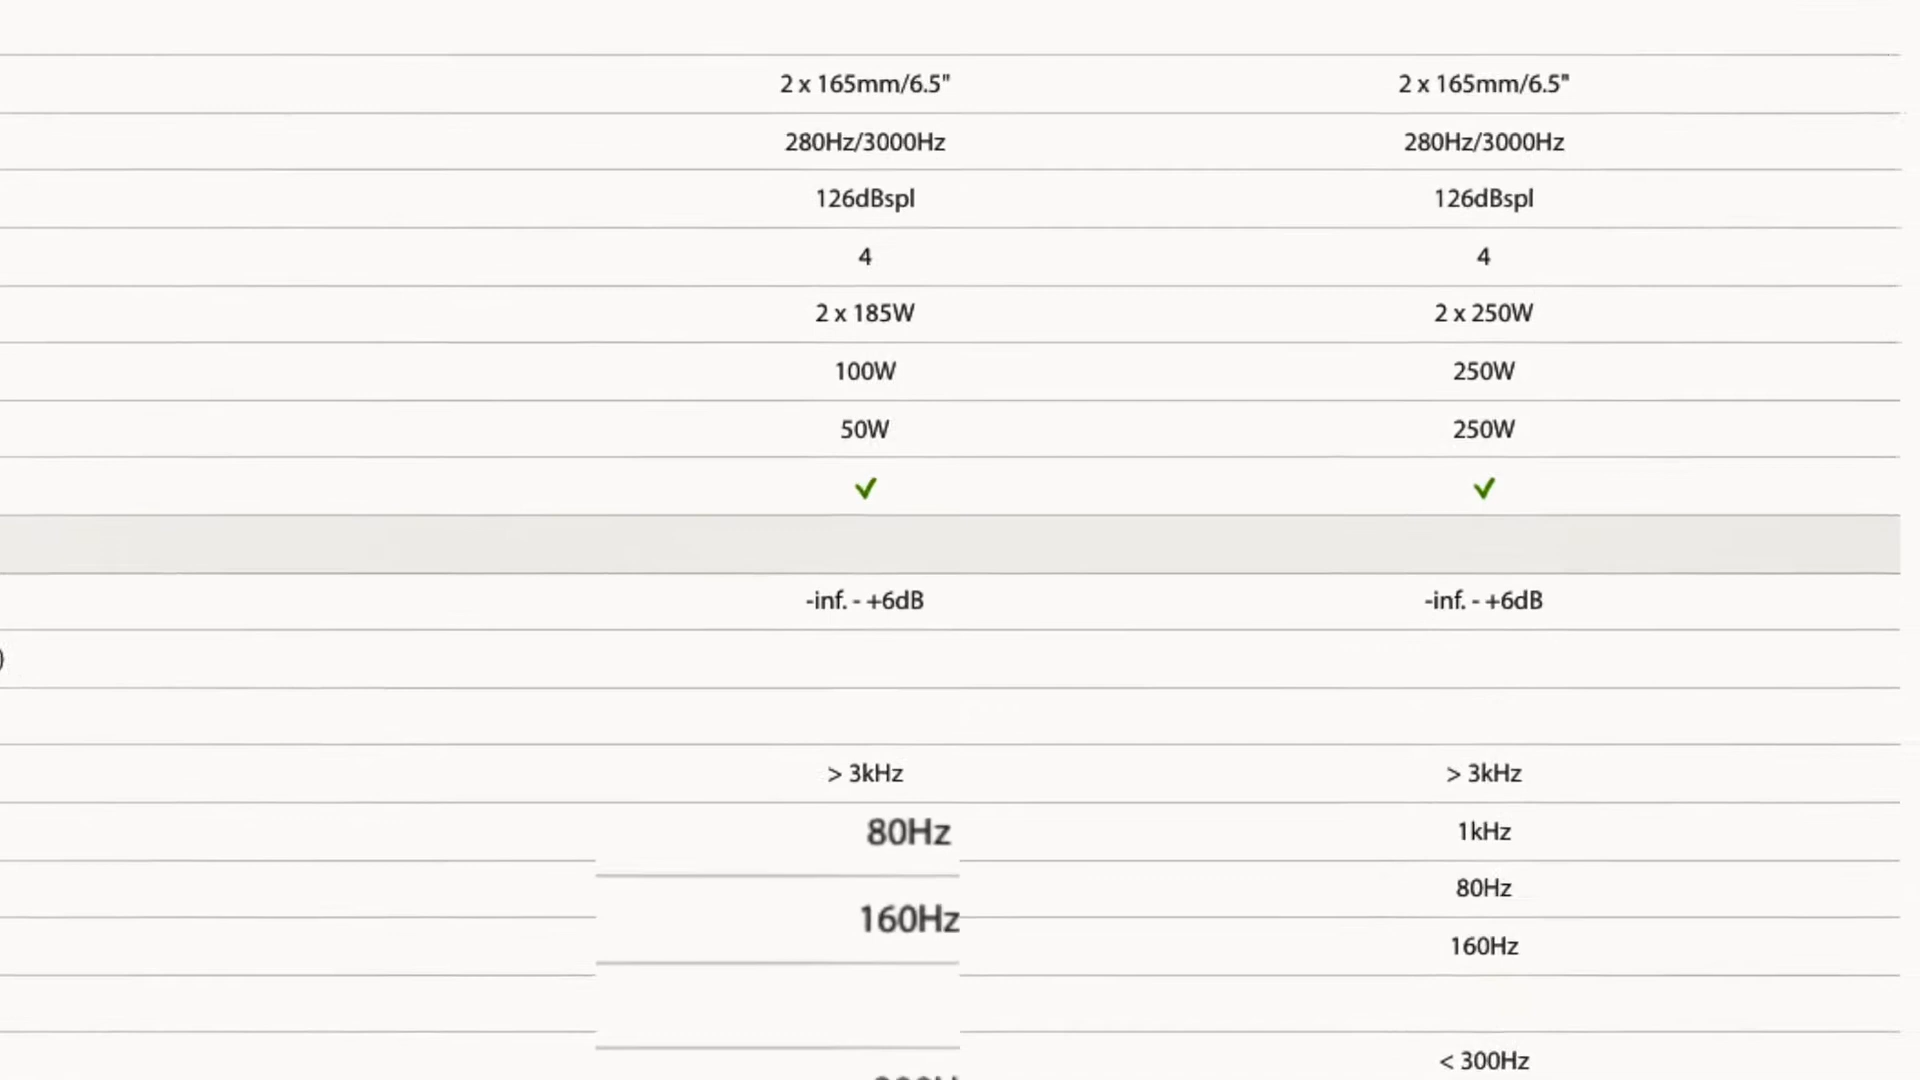 2 x 165mm/6.5" 2 x 165mm/6.5"
280Hz/3000Hz 280Hz/3000Hz
126dBspl 126dBspl
4 4
2 x 185W 2 x 250W
100W 250W
50W 250W
-inf. - +6dB -inf. - +6dB
)
> 3kHz > 3kHz
80Hz 1kHz
80Hz
160Hz
160Hz
< 300Hz